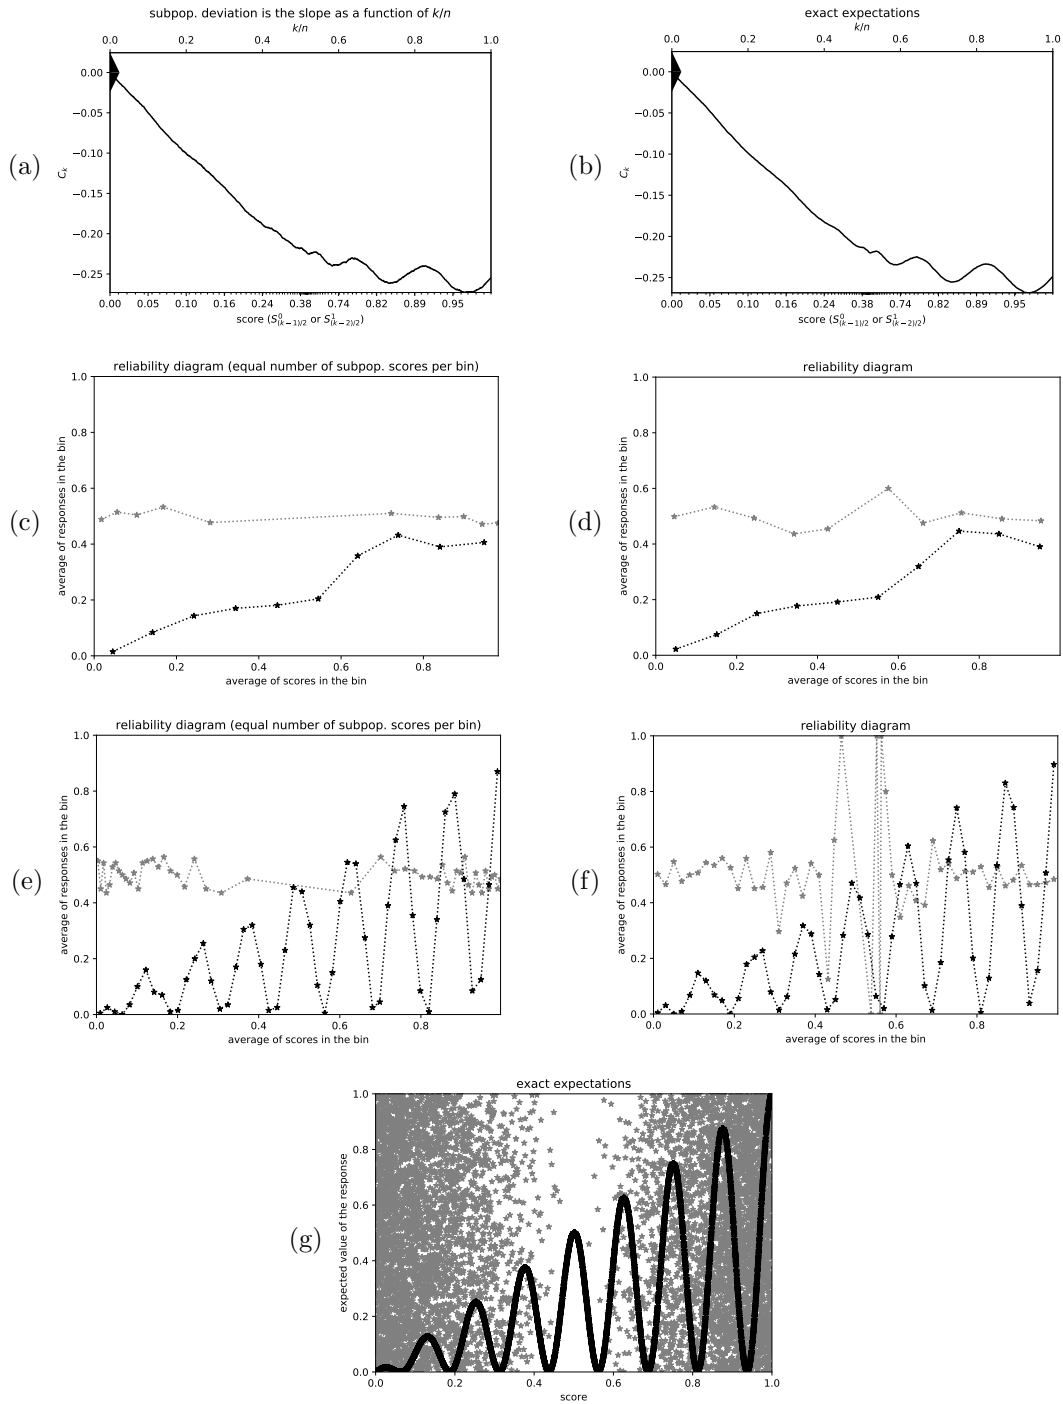 subpop. deviation is the slope as a function of k/n
k/n
0.0 0.2 0.4 0.6 0.8 1.0
0.00
−0.05
−0.10
−0.15
−0.20
−0.25
C_k
(a)
0.00 0.05 0.10 0.16 0.24 0.38 0.74 0.82 0.89 0.95
score (S^0_{(k−1)/2} or S^1_{(k−2)/2})
exact expectations
k/n
0.0 0.2 0.4 0.6 0.8 1.0
0.00
−0.05
−0.10
−0.15
−0.20
−0.25
C_k
(b)
0.00 0.05 0.10 0.16 0.24 0.38 0.74 0.82 0.89 0.95
score (S^0_{(k−1)/2} or S^1_{(k−2)/2})
reliability diagram (equal number of subpop. scores per bin)
1.0
0.8
0.6
0.4
0.2
0.0
average of responses in the bin
(c)
0.0 0.2 0.4 0.6 0.8
average of scores in the bin
reliability diagram
1.0
0.8
0.6
0.4
0.2
0.0
average of responses in the bin
(d)
0.0 0.2 0.4 0.6 0.8
average of scores in the bin
reliability diagram (equal number of subpop. scores per bin)
1.0
0.8
0.6
0.4
0.2
0.0
average of responses in the bin
(e)
0.0 0.2 0.4 0.6 0.8
average of scores in the bin
reliability diagram
1.0
0.8
0.6
0.4
0.2
0.0
average of responses in the bin
(f)
0.0 0.2 0.4 0.6 0.8
average of scores in the bin
exact expectations
1.0
0.8
0.6
0.4
0.2
0.0
expected value of the response
(g)
0.0 0.2 0.4 0.6 0.8 1.0
score